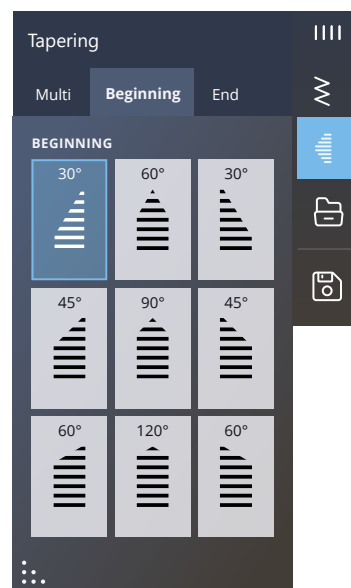 Tapering
Multi Beginning End
BEGINNING
30° 60° 30°
45° 90° 45°
60° 120° 60°